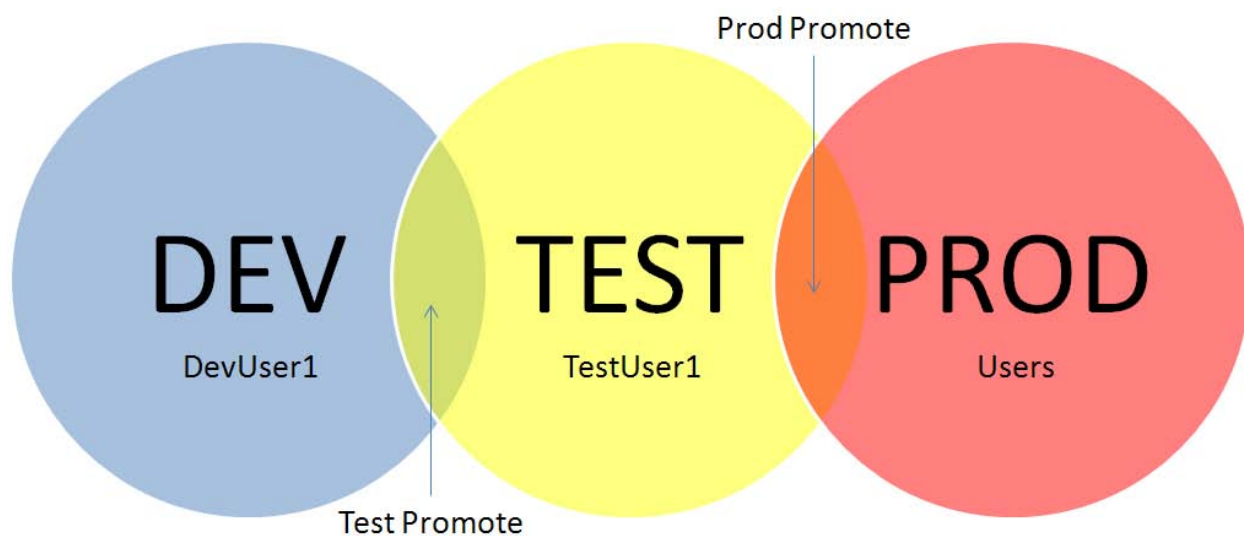 Prod Promote
DEV
TEST
PROD
DevUser1
TestUser1
Users
Test Promote